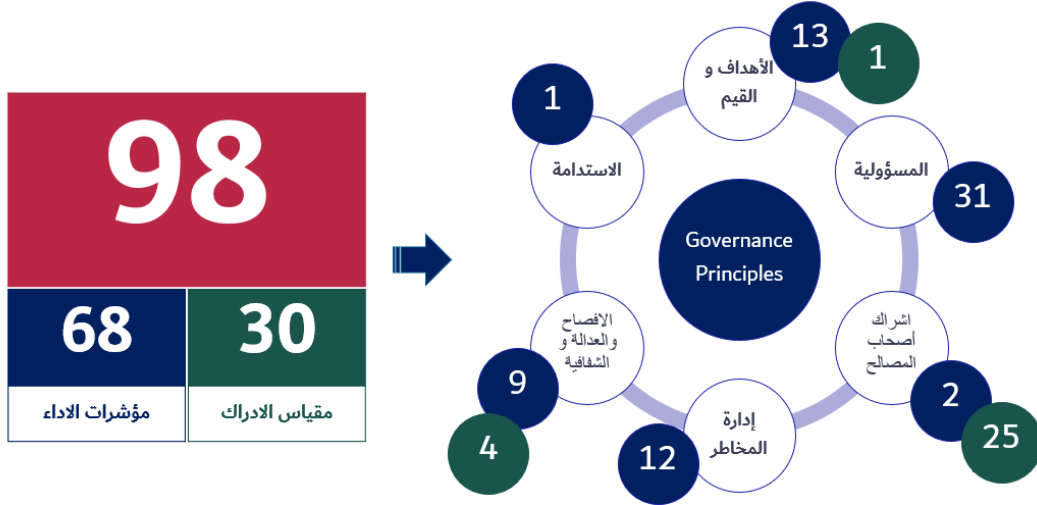 98
68
30
مؤشرات الاداء
مقياس الادراك
Governance
Principles
13
1
الأهداف و
القيم
المسؤولية
31
اشراك
أصحاب
المصالح
2
25
إدارة
المخاطر
12
الافصاح
والعدالة و
الشفافية
9
4
الاستدامة
1